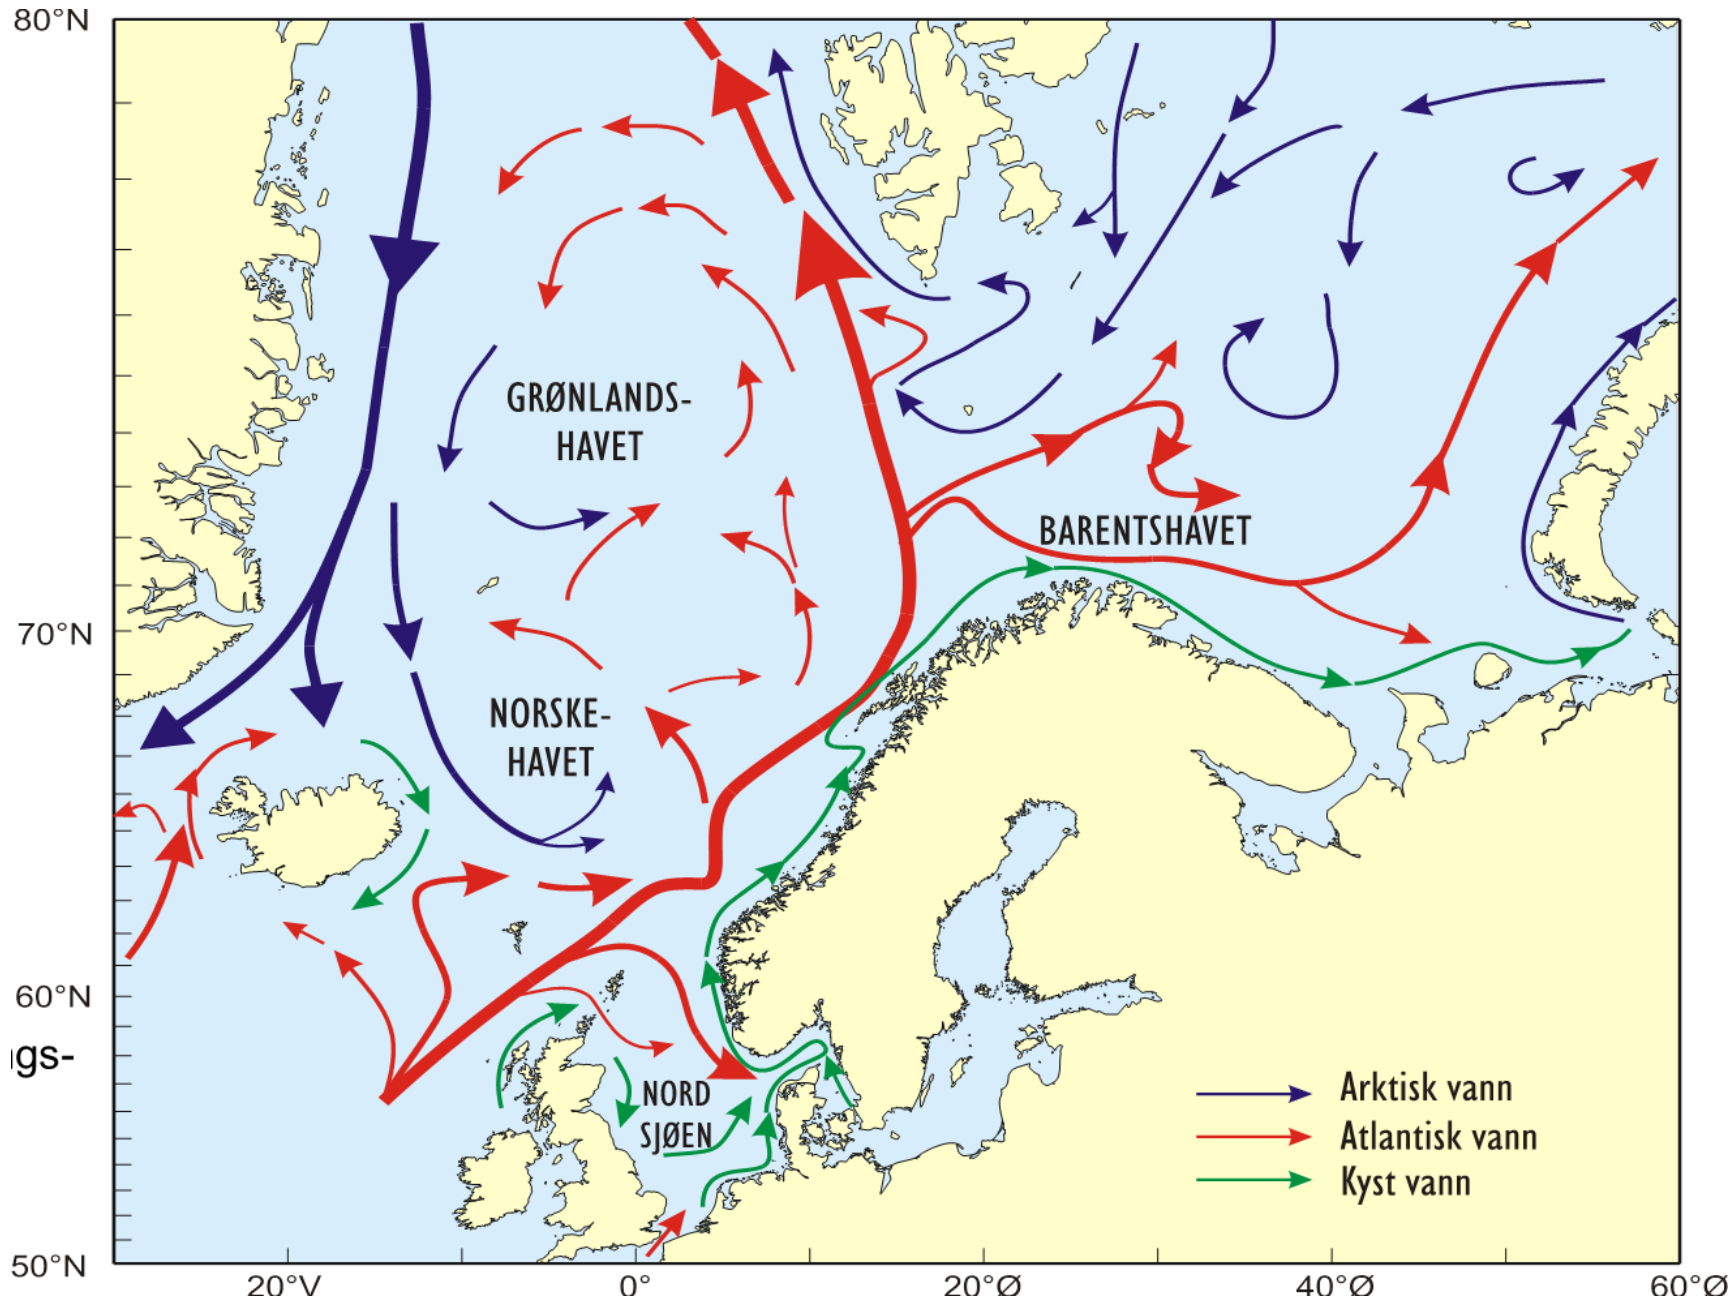 80°N
GRØNLANDS-
HAVET
BARENTSHAVET
70°N
NORSKE-
HAVET
60°N
gs-
NORD
SJØEN
Arktisk vann
Atlantisk vann
Kyst vann
50°N
20°V
0°
20°Ø
40°Ø
60°Ø